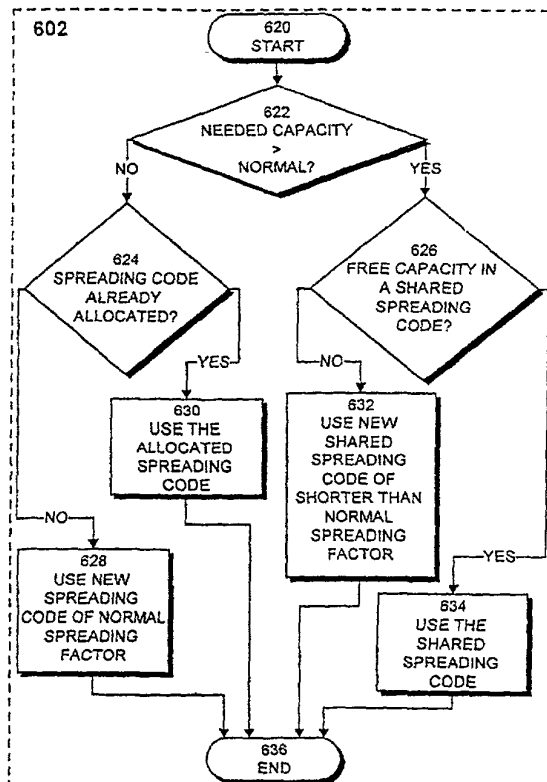 602
620
START
622
NEEDED CAPACITY
>
NORMAL?
NO
YES
624
SPREADING CODE
ALREADY
ALLOCATED?
626
FREE CAPACITY IN
A SHARED
SPREADING
CODE?
YES
NO
630
USE THE
ALLOCATED
SPREADING
CODE
632
USE NEW
SHARED
SPREADING
CODE OF
SHORTER THAN
NORMAL
SPREADING
FACTOR
NO
YES
628
USE NEW
SPREADING
CODE OF NORMAL
SPREADING
FACTOR
634
USE THE
SHARED
SPREADING
CODE
636
END